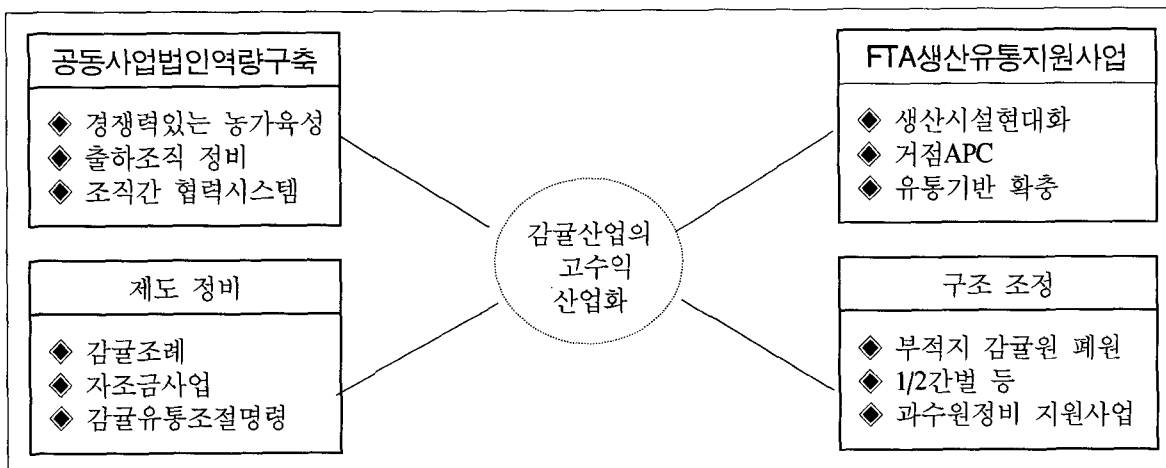 공동사업법인역량구축
◈ 경쟁력있는 농가육성
◈ 출하조직 정비
◈ 조직간 협력시스템
FTA생산유통지원사업
◈ 생산시설현대화
◈ 거점APC
◈ 유통기반 확충
감귤산업의
고수익
산업화
제도 정비
◈ 감귤조례
◈ 자조금사업
◈ 감귤유통조절명령
구조 조정
◈ 부적지 감귤원 폐원
◈ 1/2간벌 등
◈ 과수원정비 지원사업